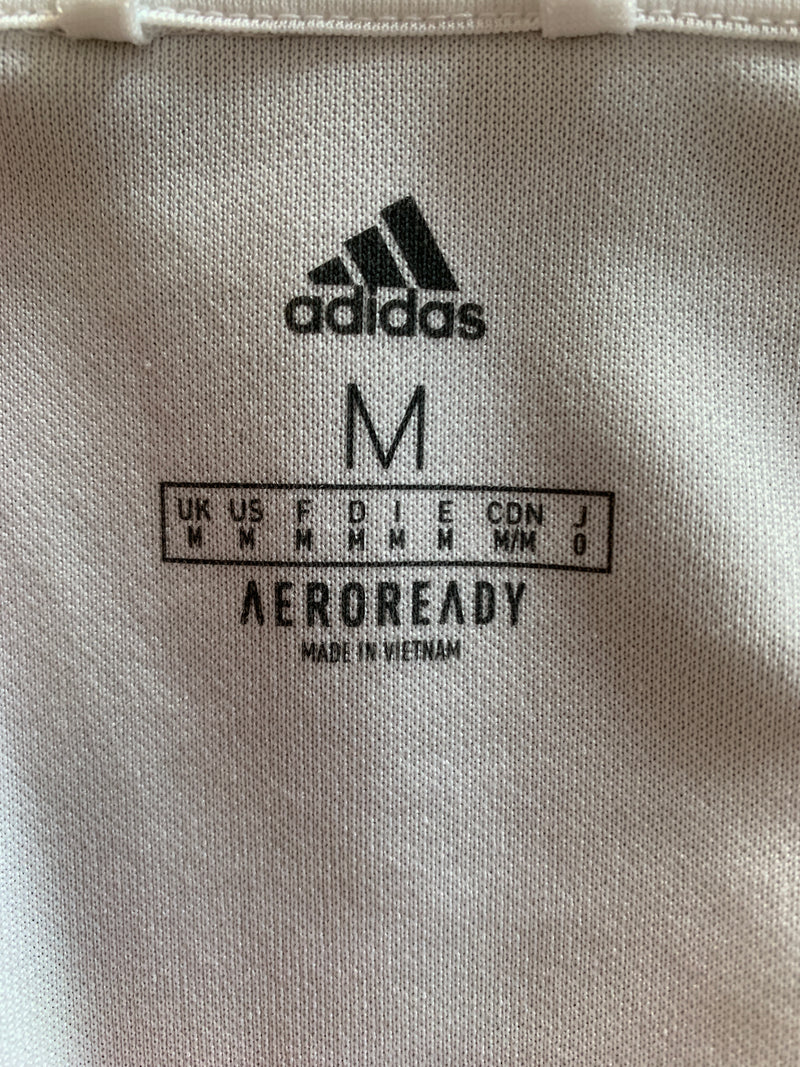 adidas
M
UK US F D I E CDN J
M M M M M M M/M O
AEROREADY
MADE IN VIETNAM